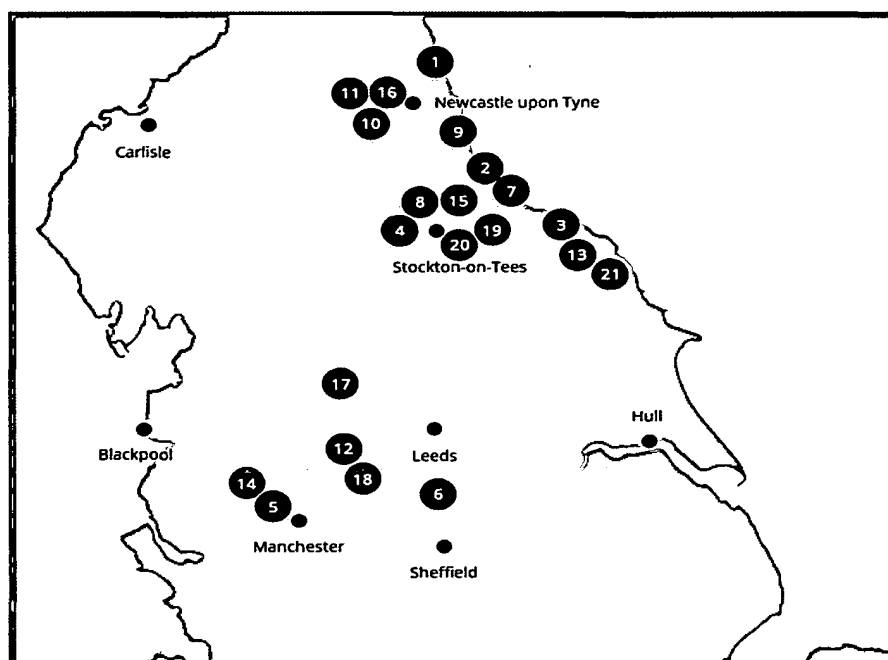 1
11 16 Newcastle upon Tyne
10
9
Carlisle
2
7
8 15
3
4 19
20
13
Stockton-on-Tees
21
17
Hull
12
Blackpool
Leeds
14
18
6
5
Manchester
Sheffield